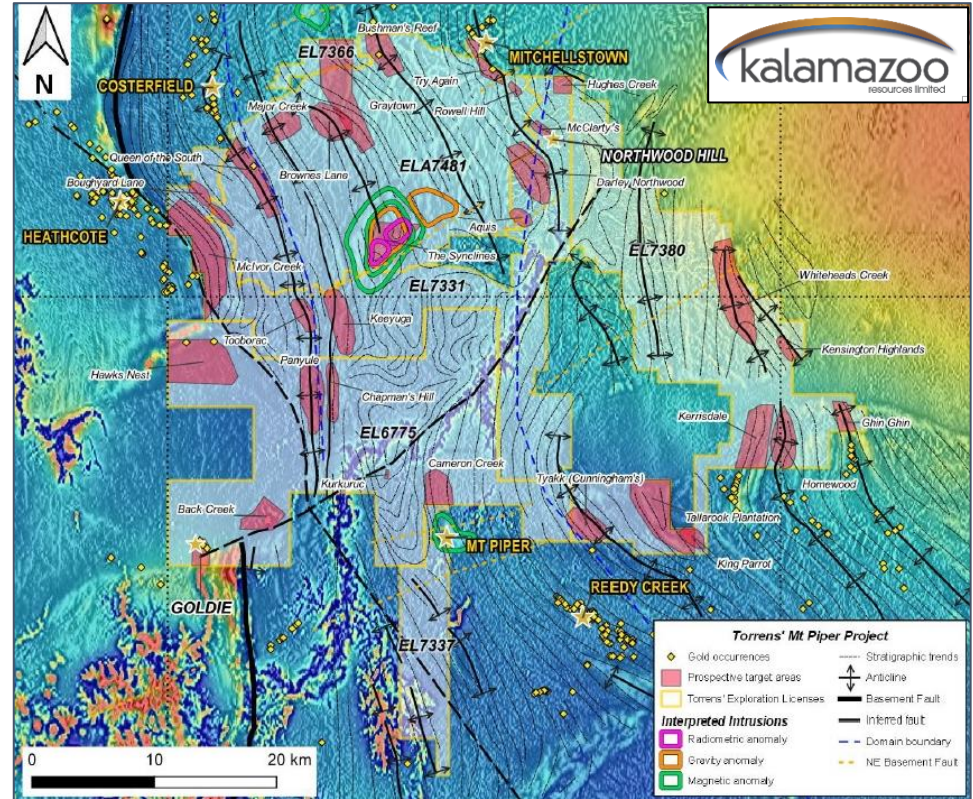 kalamazoo
resources limited
N
Bushman's Reef
EL7366
MITCHELLSTOWN
COSTERFIELD
Try Again
Hughes Creek
Major Creek
Graytown
Rowell Hill
McClarty's
Queen of the South
NORTHWOOD HILL
ELA7481
Boughyard Lane
Brownes Lane
Darley Northwood
Aquis
HEATHCOTE
EL7380
The Synclines
McIvor Creek
Whiteheads Creek
EL7331
Keeyuga
Tooborac
Kensington Highlands
Panyule
Hawks Nest
Chapman's Hill
Kerrisdale
Ghin Ghin
EL6775
Cameron Creek
Kurkuruc
Tyakk (Cunningham's)
Homewood
Back Creek
Tallarook Plantation
MT PIPER
King Parrot
REEDY CREEK
GOLDIE
EL7337
0 10 20 km
Torrens' Mt Piper Project
Gold occurrences
Prospective target areas
Torrens' Exploration Licenses
Interpreted Intrusions
Radiometric anomaly
Gravity anomaly
Magnetic anomaly
Stratigraphic trends
Anticline
Basement Fault
Inferred fault
Domain boundary
NE Basement Fault